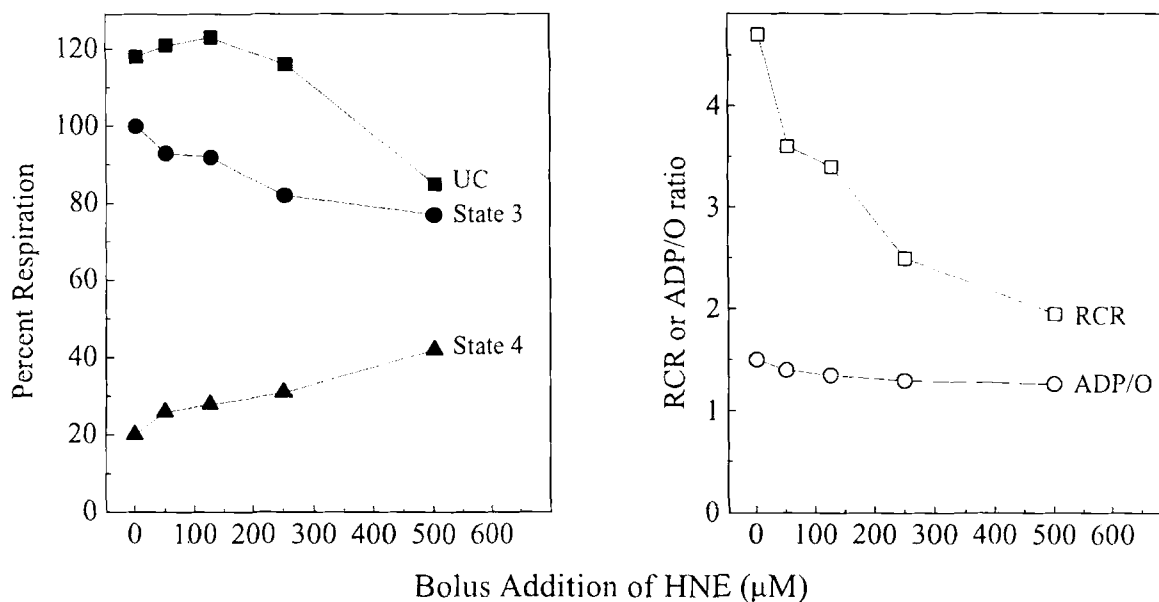 Percent Respiration
120
100
80
60
40
20
0
UC
State 3
State 4
0 100 200 300 400 500 600
RCR or ADP/O ratio
4
3
2
1
0
RCR
ADP/O
0 100 200 300 400 500 600
Bolus Addition of HNE (μM)